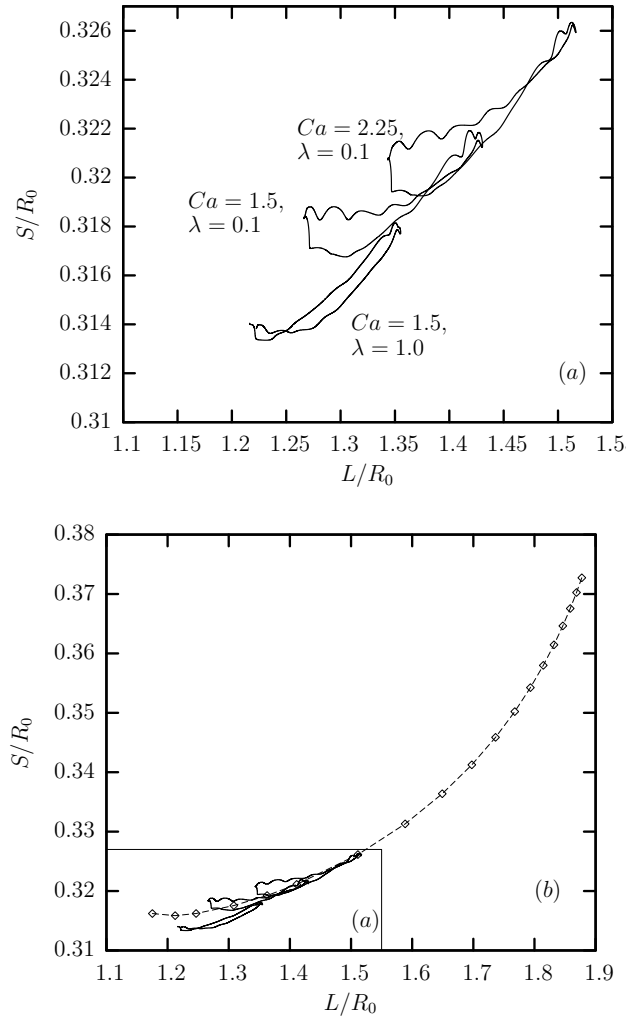 0.326
0.324
0.322
0.32
0.318
0.316
0.314
0.312
0.31
S/R₀
Ca = 2.25,
λ = 0.1
Ca = 1.5,
λ = 0.1
Ca = 1.5,
λ = 1.0
(a)
1.1 1.15 1.2 1.25 1.3 1.35 1.4 1.45 1.5 1.5
L/R₀
0.38
0.37
0.36
0.35
0.34
0.33
0.32
0.31
S/R₀
(b)
(a)
1.1 1.2 1.3 1.4 1.5 1.6 1.7 1.8 1.9
L/R₀